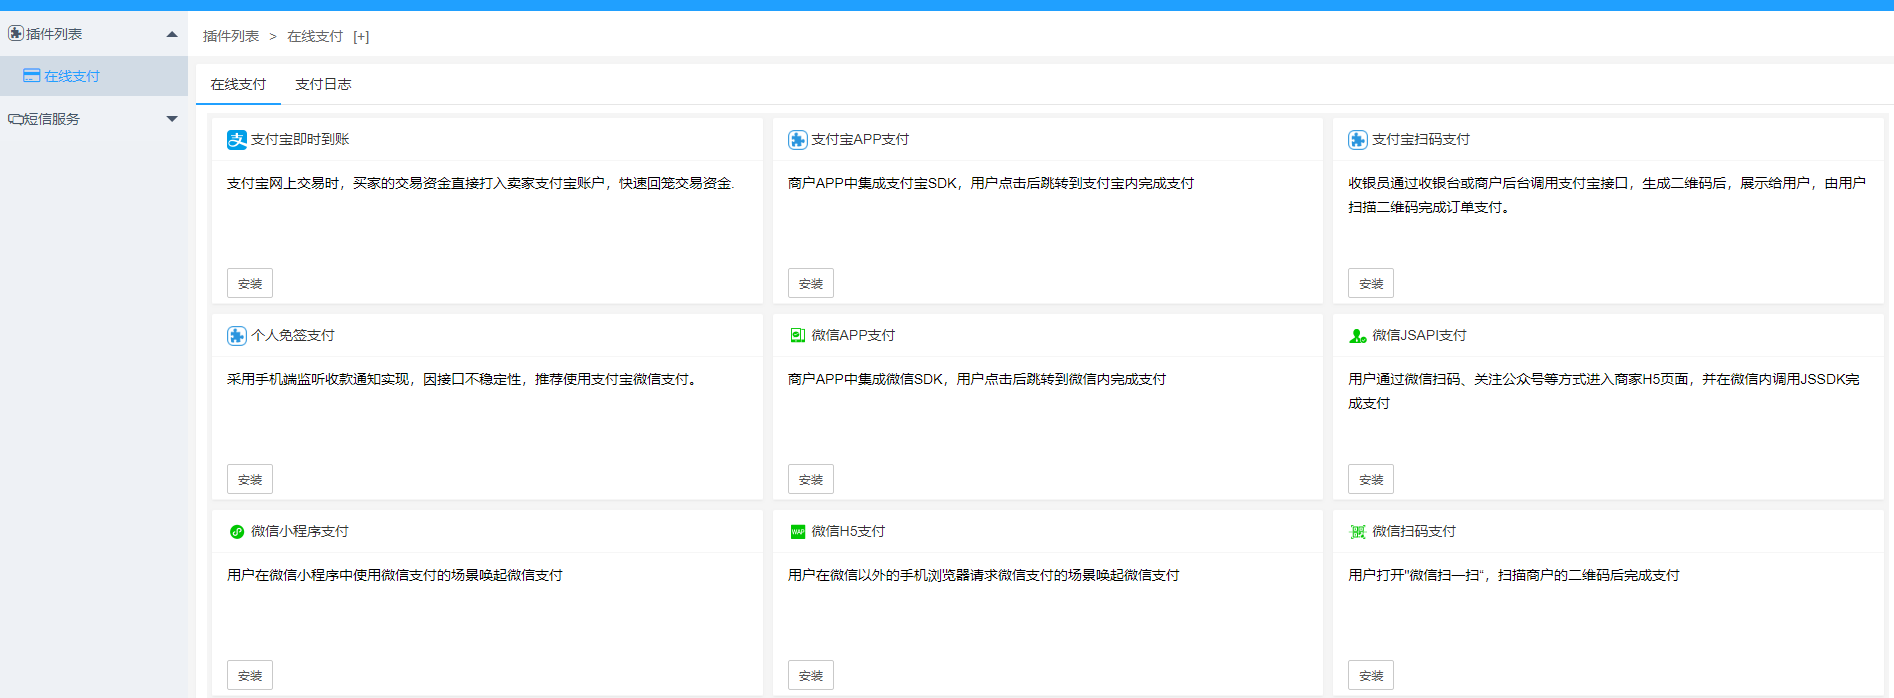 插件列表
在线支付
短信服务
插件列表 > 在线支付 [+]
在线支付 支付日志
支付宝即时到账
支付宝网上交易时，买家的交易资金直接打入卖家支付宝账户，快速回笼交易资金.
安装
支付宝APP支付
商户APP中集成支付宝SDK，用户点击后跳转到支付宝内完成支付
安装
支付宝扫码支付
收银员通过收银台或商户后台调用支付宝接口，生成二维码后，展示给用户，由用户
扫描二维码完成订单支付。
安装
个人免签支付
采用手机端监听收款通知实现，因接口不稳定性，推荐使用支付宝微信支付。
安装
微信APP支付
商户APP中集成微信SDK，用户点击后跳转到微信内完成支付
安装
微信JSAPI支付
用户通过微信扫码、关注公众号等方式进入商家H5页面，并在微信内调用JSSDK完
成支付
安装
微信小程序支付
用户在微信小程序中使用微信支付的场景唤起微信支付
安装
WAP 微信H5支付
用户在微信以外的手机浏览器请求微信支付的场景唤起微信支付
安装
微信扫码支付
用户打开"微信扫一扫“，扫描商户的二维码后完成支付
安装